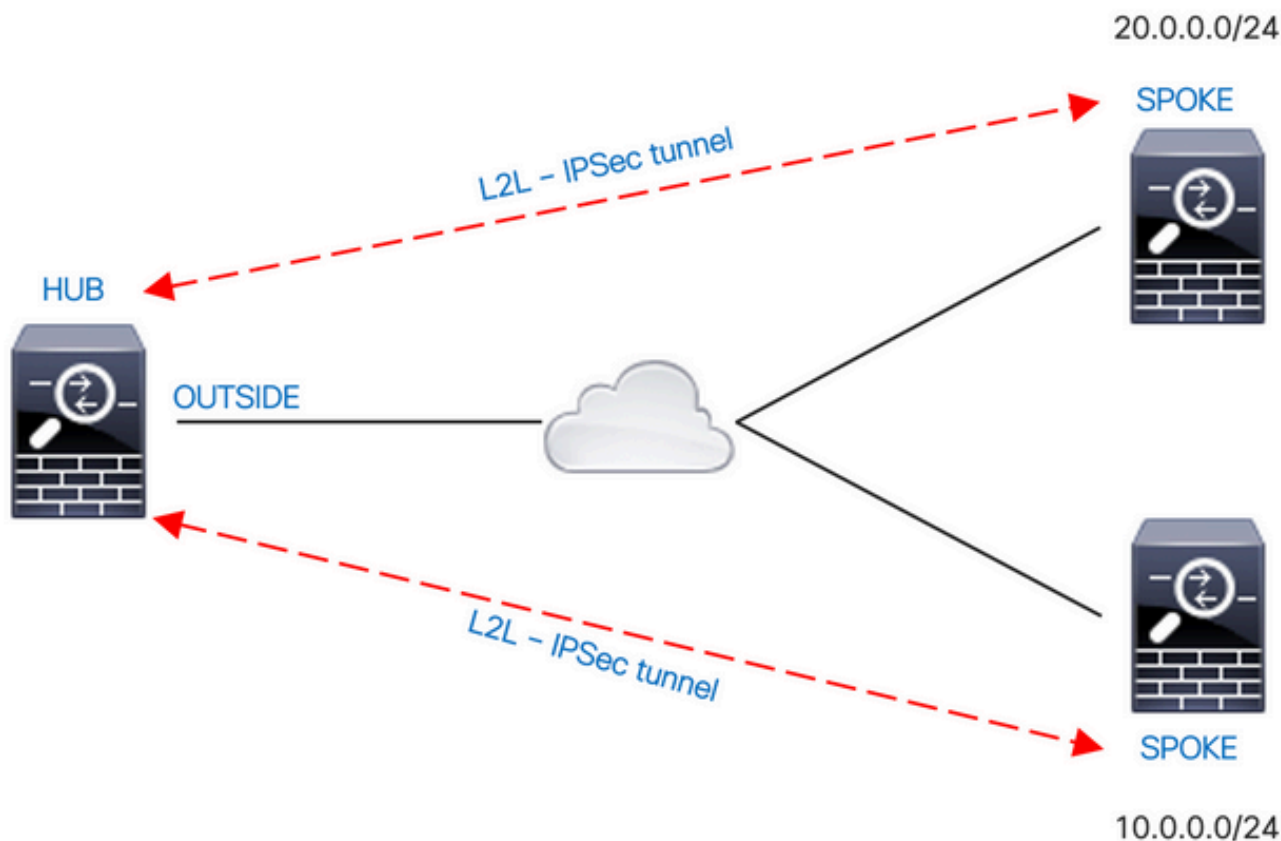 20.0.0.0/24
SPOKE
L2L – IPSec tunnel
HUB
OUTSIDE
L2L – IPSec tunnel
SPOKE
10.0.0.0/24